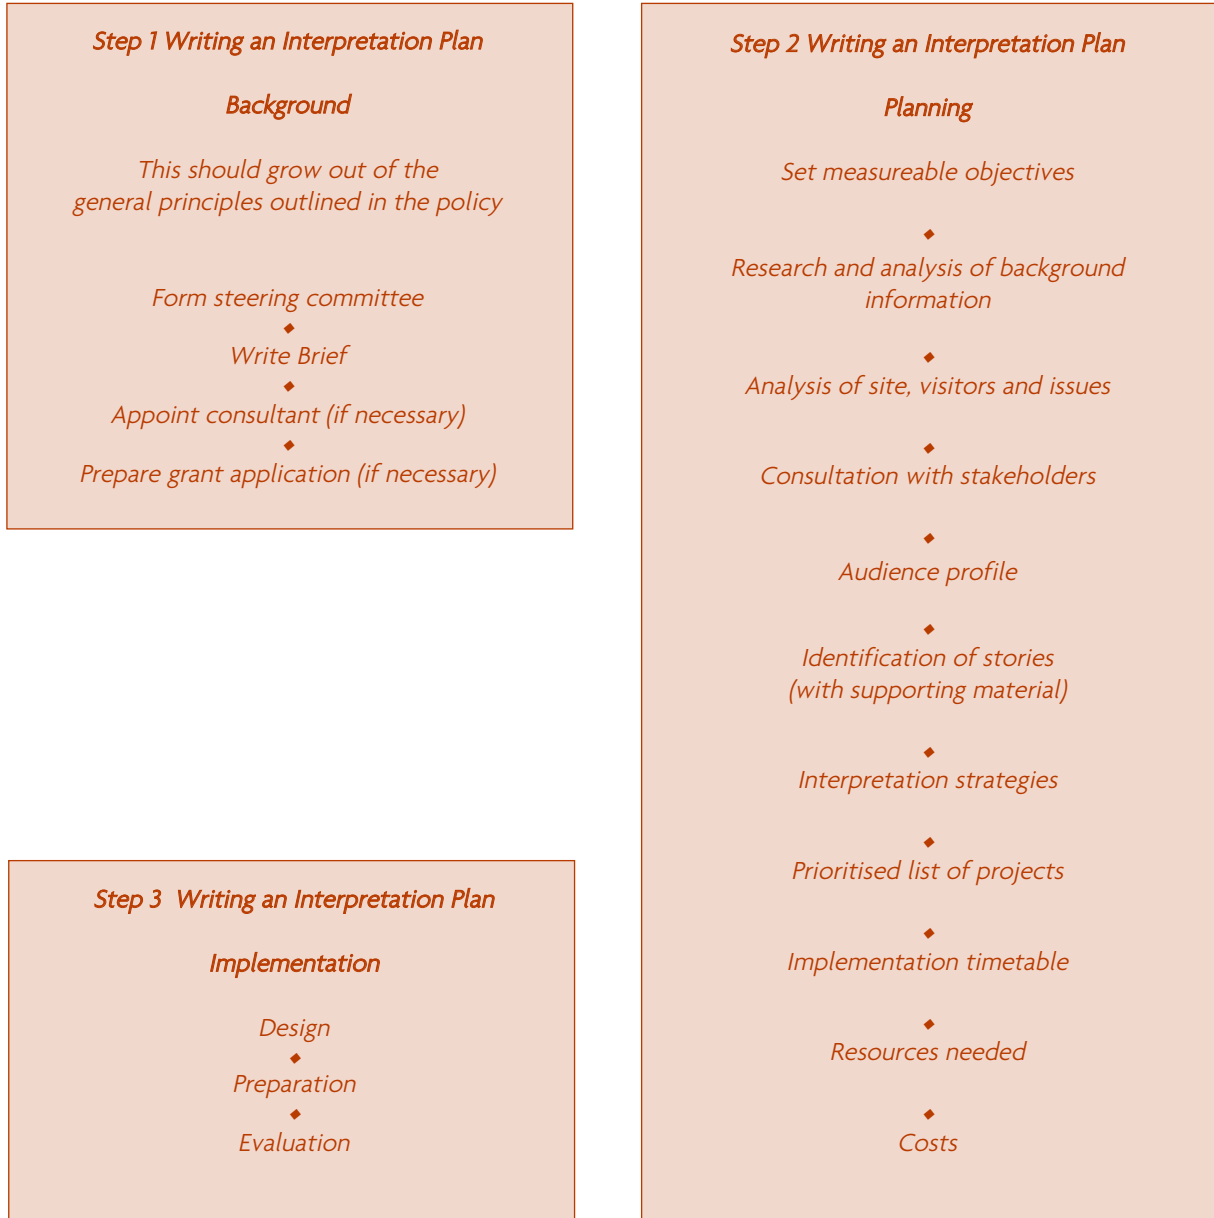 Step 1 Writing an Interpretation Plan
Background
This should grow out of the
general principles outlined in the policy
Form steering committee
Write Brief
Appoint consultant (if necessary)
Prepare grant application (if necessary)
Step 2 Writing an Interpretation Plan
Planning
Set measureable objectives
Research and analysis of background
information
Analysis of site, visitors and issues
Consultation with stakeholders
Audience profile
Identification of stories
(with supporting material)
Interpretation strategies
Prioritised list of projects
Implementation timetable
Resources needed
Costs
Step 3 Writing an Interpretation Plan
Implementation
Design
Preparation
Evaluation